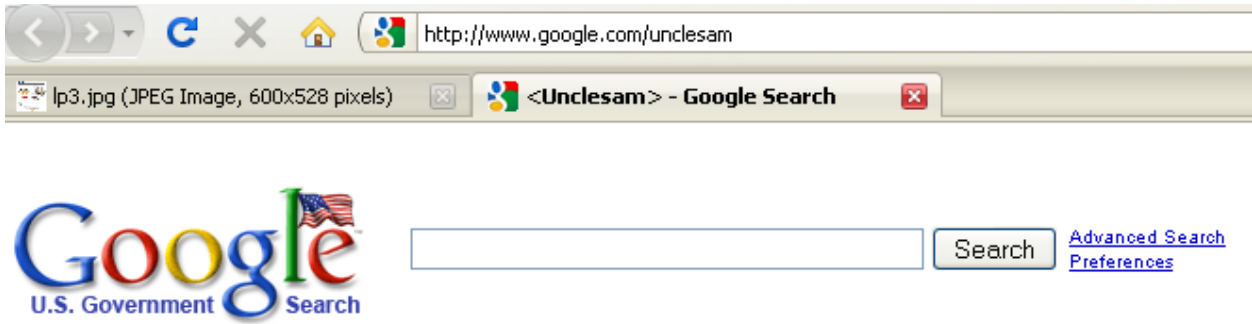 http://www.google.com/unclesam
lp3.jpg (JPEG Image, 600x528 pixels) <Unclesam> - Google Search
Google
U.S. Government Search
Search
Advanced Search
Preferences